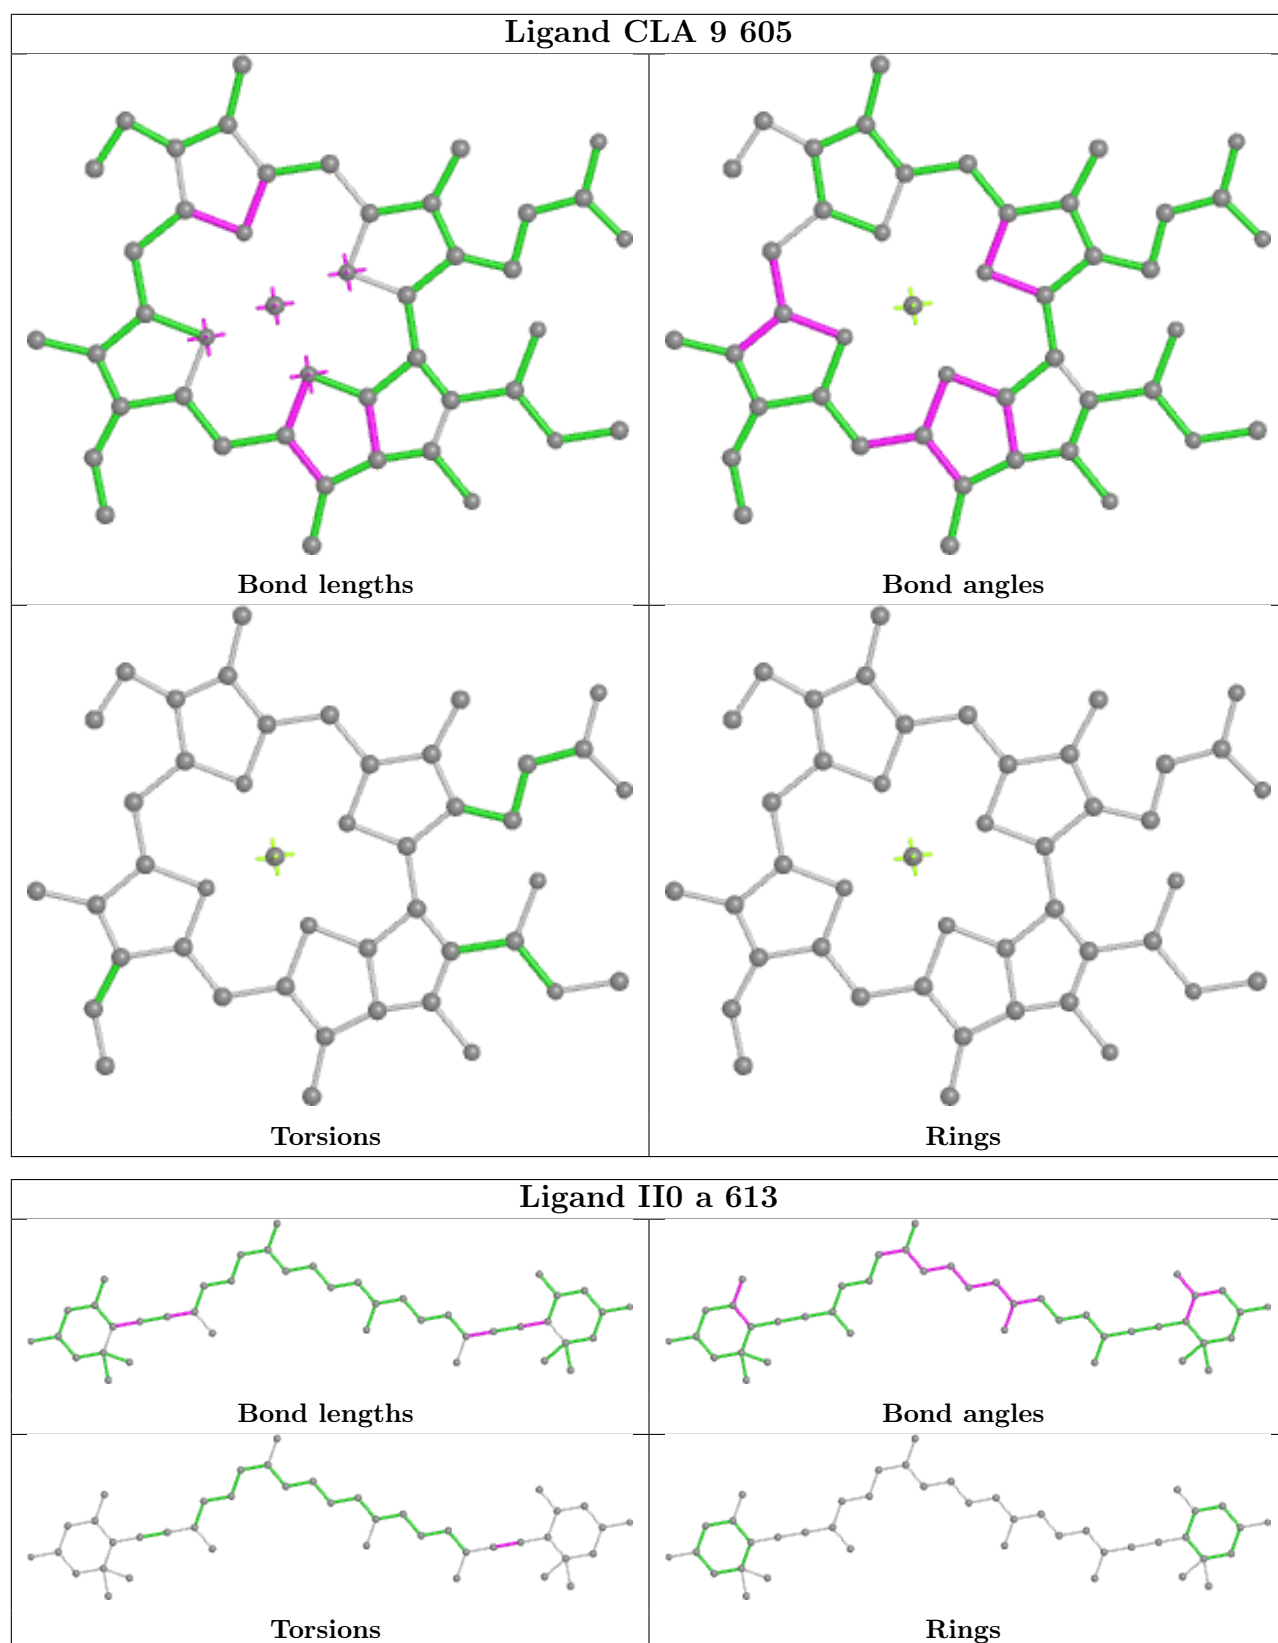 Ligand CLA 9 605
Bond lengths
Bond angles
Torsions
Rings
Ligand II0 a 613
Bond lengths
Bond angles
Torsions
Rings